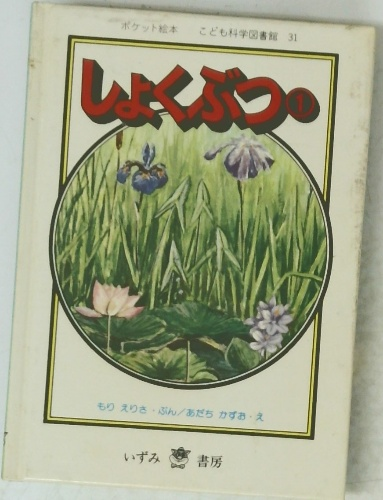 ポケット絵本 こども科学図書館 31
しょくぶつ①
もり えりさ・ぶん/あだち かずお・え
いずみ書房